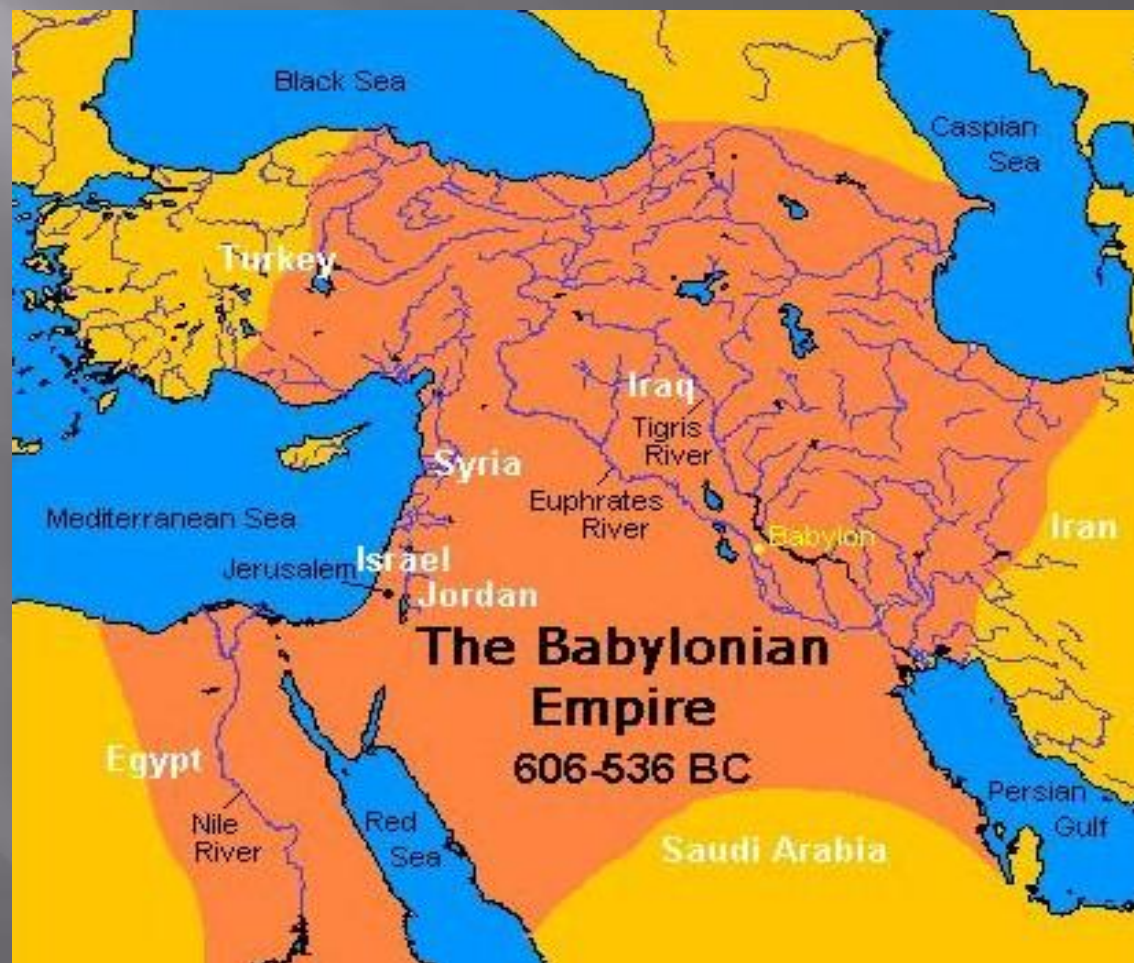 Black Sea
Caspian
Sea
Turkey
Iraq
Tigris
River
Syria
Euphrates
River
Mediterranean Sea
Babylon
Iran
Israel
Jerusalem
Jordan
The Babylonian
Empire
606-536 BC
Egypt
Nile
River
Red
Sea
Saudi Arabia
Persian
Gulf